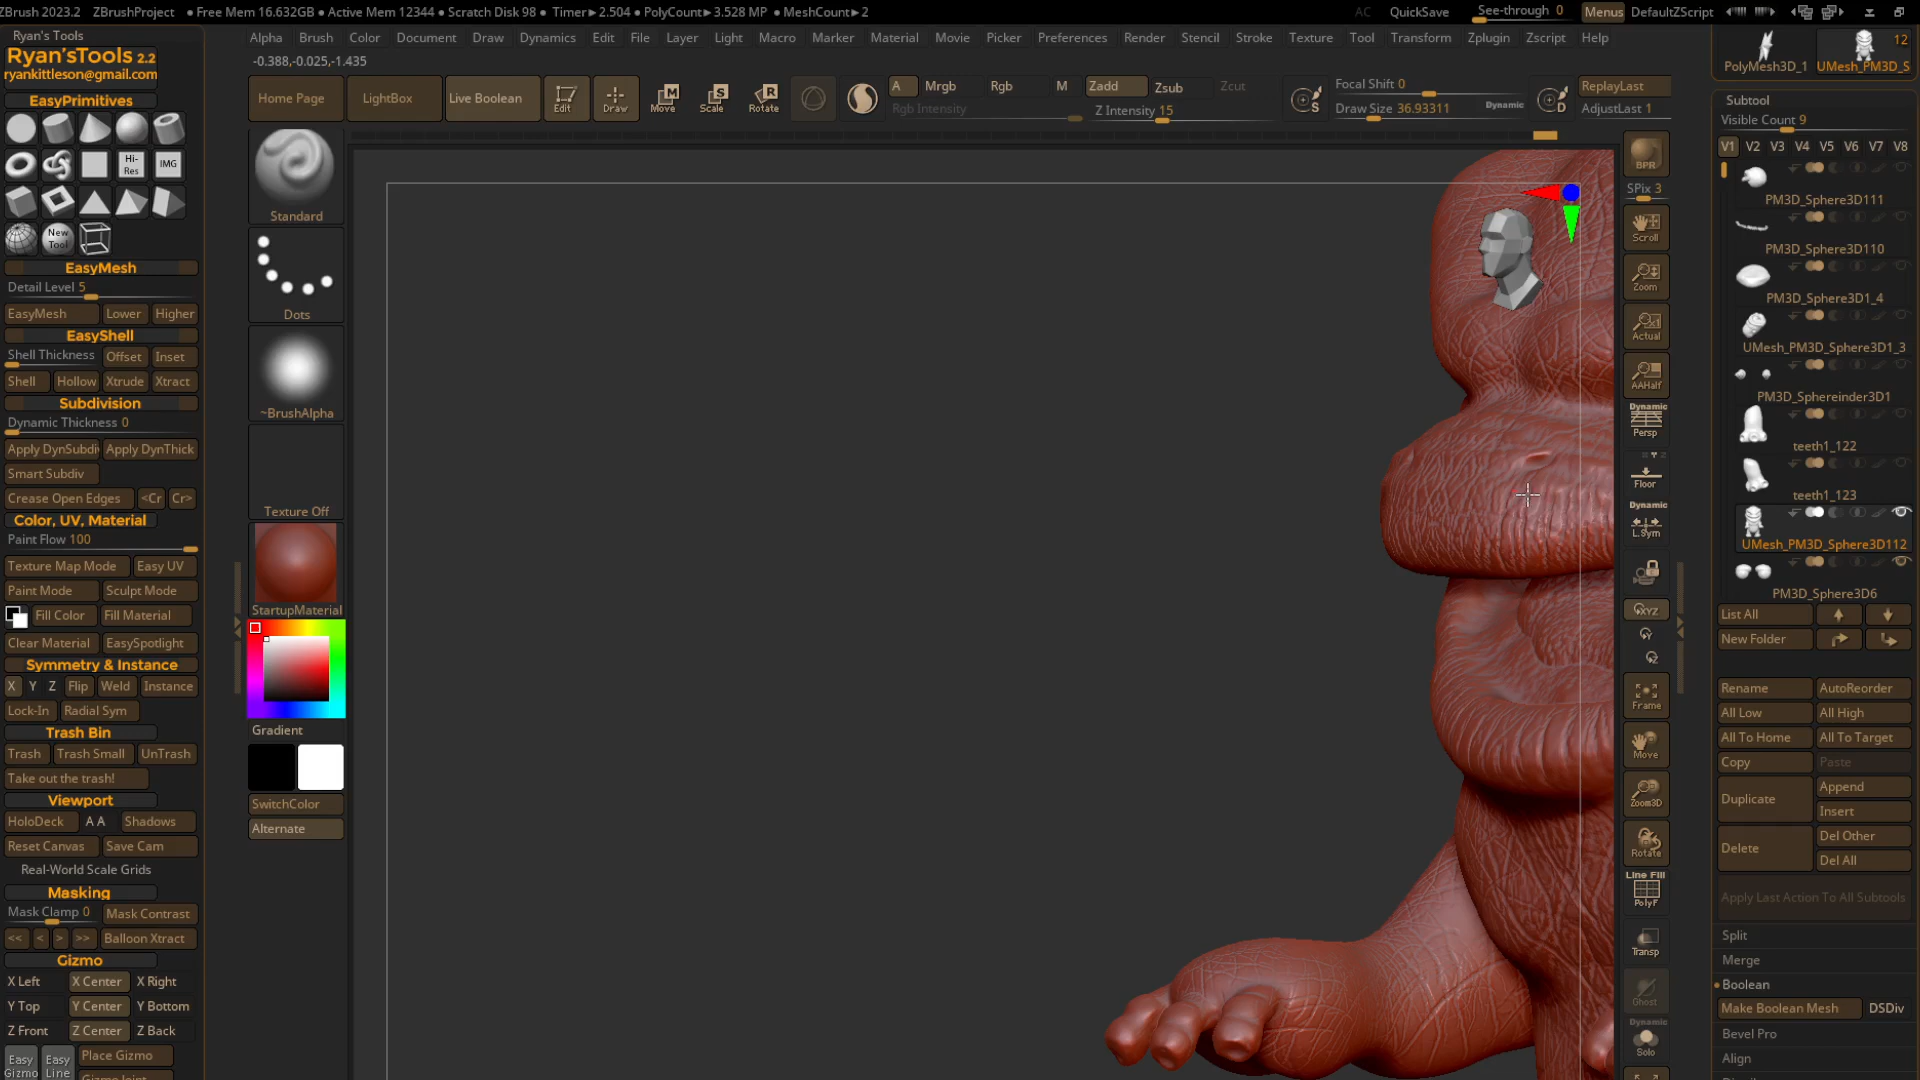 ZBrush 2023.2 ZBrushProject ● Free Mem 16.632GB ● Active Mem 12344 ● Scratch Disk 98 ● Timer▶2.504 ● PolyCount▶3.528 MP ● MeshCount▶2 AC QuickSave See-through 0 Menus DefaultZScript
Ryan's Tools
Ryan'sTools 2.2
ryankittleson@gmail.com
Alpha Brush Color Document Draw Dynamics Edit File Layer Light Macro Marker Material Movie Picker Preferences Render Stencil Stroke Texture Tool Transform Zplugin Zscript Help
-0.388,-0.025,-1.435
Home Page LightBox Live Boolean Edit Draw Move Scale Rotate
A Mrgb Rgb M Zadd Zsub Zcut
Rgb Intensity Z Intensity 15
Focal Shift 0
Draw Size 36.93311 Dynamic
ReplayLast
AdjustLast 1
EasyPrimitives
Hi-Res IMG
New Tool
EasyMesh
Detail Level 5
EasyMesh Lower Higher
EasyShell
Shell Thickness Offset Inset
Shell Hollow Xtrude Xtract
Subdivision
Dynamic Thickness 0
Apply DynSubdiv Apply DynThick
Smart Subdiv
Crease Open Edges <Cr Cr>
Color, UV, Material
Paint Flow 100
Texture Map Mode Easy UV
Paint Mode Sculpt Mode
Fill Color Fill Material
Clear Material EasySpotlight
Symmetry & Instance
X Y Z Flip Weld Instance
Lock-In Radial Sym
Trash Bin
Trash Trash Small UnTrash
Take out the trash!
Viewport
HoloDeck A A Shadows
Reset Canvas Save Cam
Real-World Scale Grids
Masking
Mask Clamp 0 Mask Contrast
<< < > >> Balloon Xtract
Gizmo
X Left X Center X Right
Y Top Y Center Y Bottom
Z Front Z Center Z Back
Easy Gizmo Easy Line Place Gizmo
Standard
Dots
~BrushAlpha
Texture Off
StartupMaterial
Gradient
SwitchColor
Alternate
BPR
SPix 3
Scroll
Zoom
Actual
AAHalf
Dynamic
Persp
Floor
Dynamic
L.Sym
XYZ
Frame
Move
Zoom3D
Rotate
Line Fill
PolyF
Transp
Ghost
Dynamic
Solo
12
PolyMesh3D_1 UMesh_PM3D_S
Subtool
Visible Count 9
V1 V2 V3 V4 V5 V6 V7 V8
PM3D_Sphere3D111
PM3D_Sphere3D110
PM3D_Sphere3D1_4
UMesh_PM3D_Sphere3D1_3
PM3D_Sphereinder3D1
teeth1_122
teeth1_123
UMesh_PM3D_Sphere3D112
PM3D_Sphere3D6
List All
New Folder
Rename AutoReorder
All Low All High
All To Home All To Target
Copy Paste
Duplicate Append
Insert
Delete Del Other
Del All
Apply Last Action To All Subtools
Split
Merge
Boolean
Make Boolean Mesh DSDiv
Bevel Pro
Align